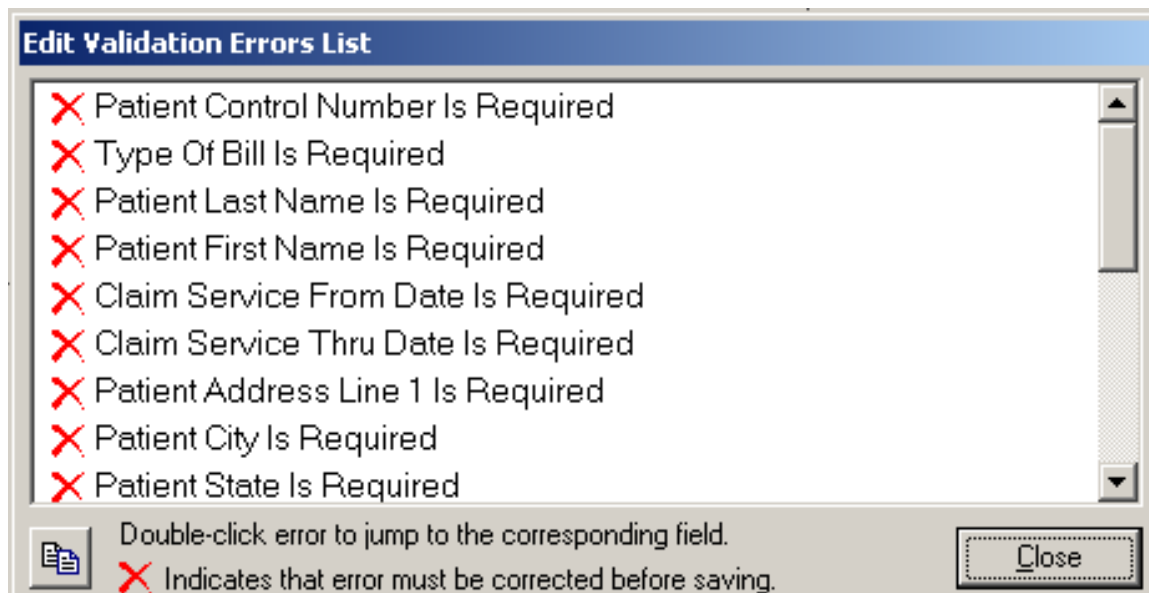 Edit Validation Errors List
Patient Control Number Is Required
Type Of Bill Is Required
Patient Last Name Is Required
Patient First Name Is Required
Claim Service From Date Is Required
Claim Service Thru Date Is Required
Patient Address Line 1 Is Required
Patient City Is Required
Patient State Is Required
Double-click error to jump to the corresponding field.
Indicates that error must be corrected before saving.
Close